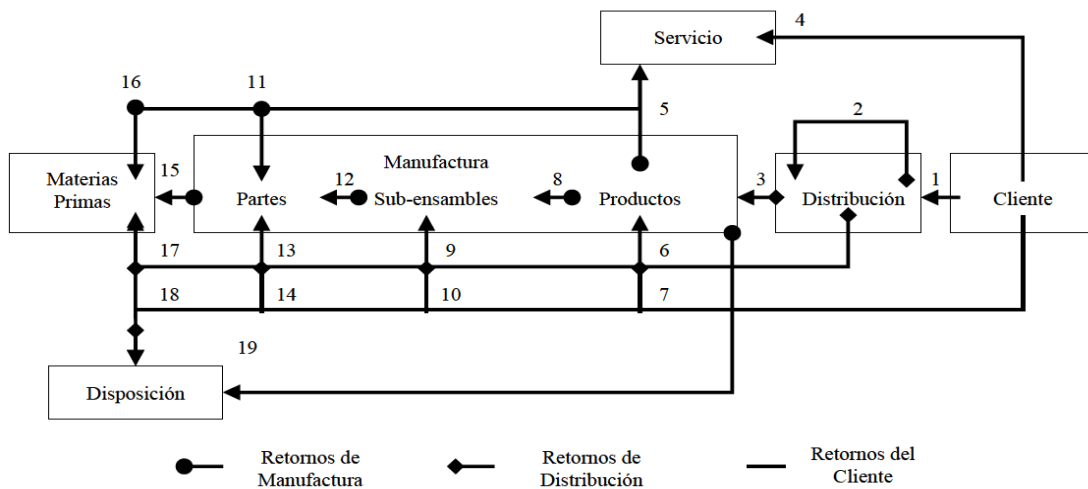 4
Servicio
16
11
5
2
Manufactura
Materias
Primas
15
Partes
12
Sub-ensambles
8
Productos
3
Distribución
1
Cliente
17
13
9
6
18
14
10
7
19
Disposición
Retornos de
Manufactura
Retornos de
Distribución
Retornos del
Cliente